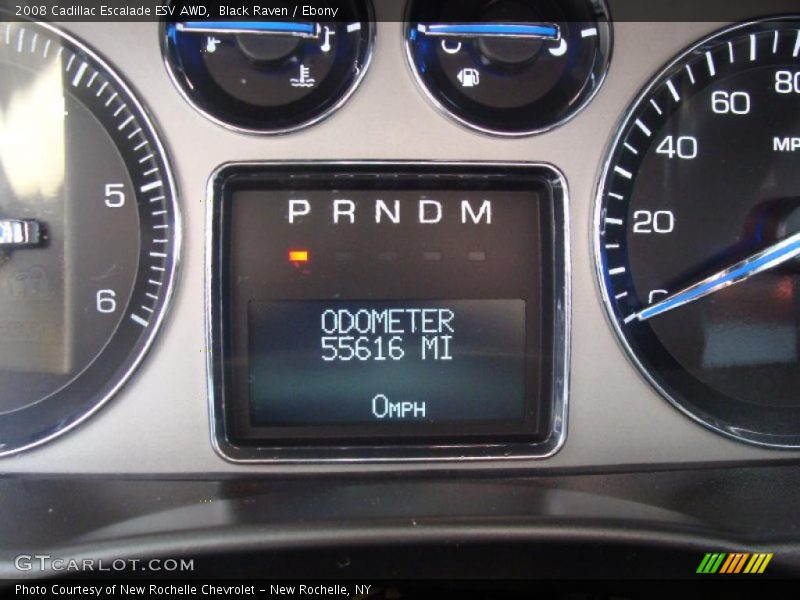 2008 Cadillac Escalade ESV AWD, Black Raven / Ebony
P R N D M
ODOMETER
55616 MI
0MPH
5
6
0
20
40
60
80
MP
GTCARLOT.COM
Photo Courtesy of New Rochelle Chevrolet - New Rochelle, NY